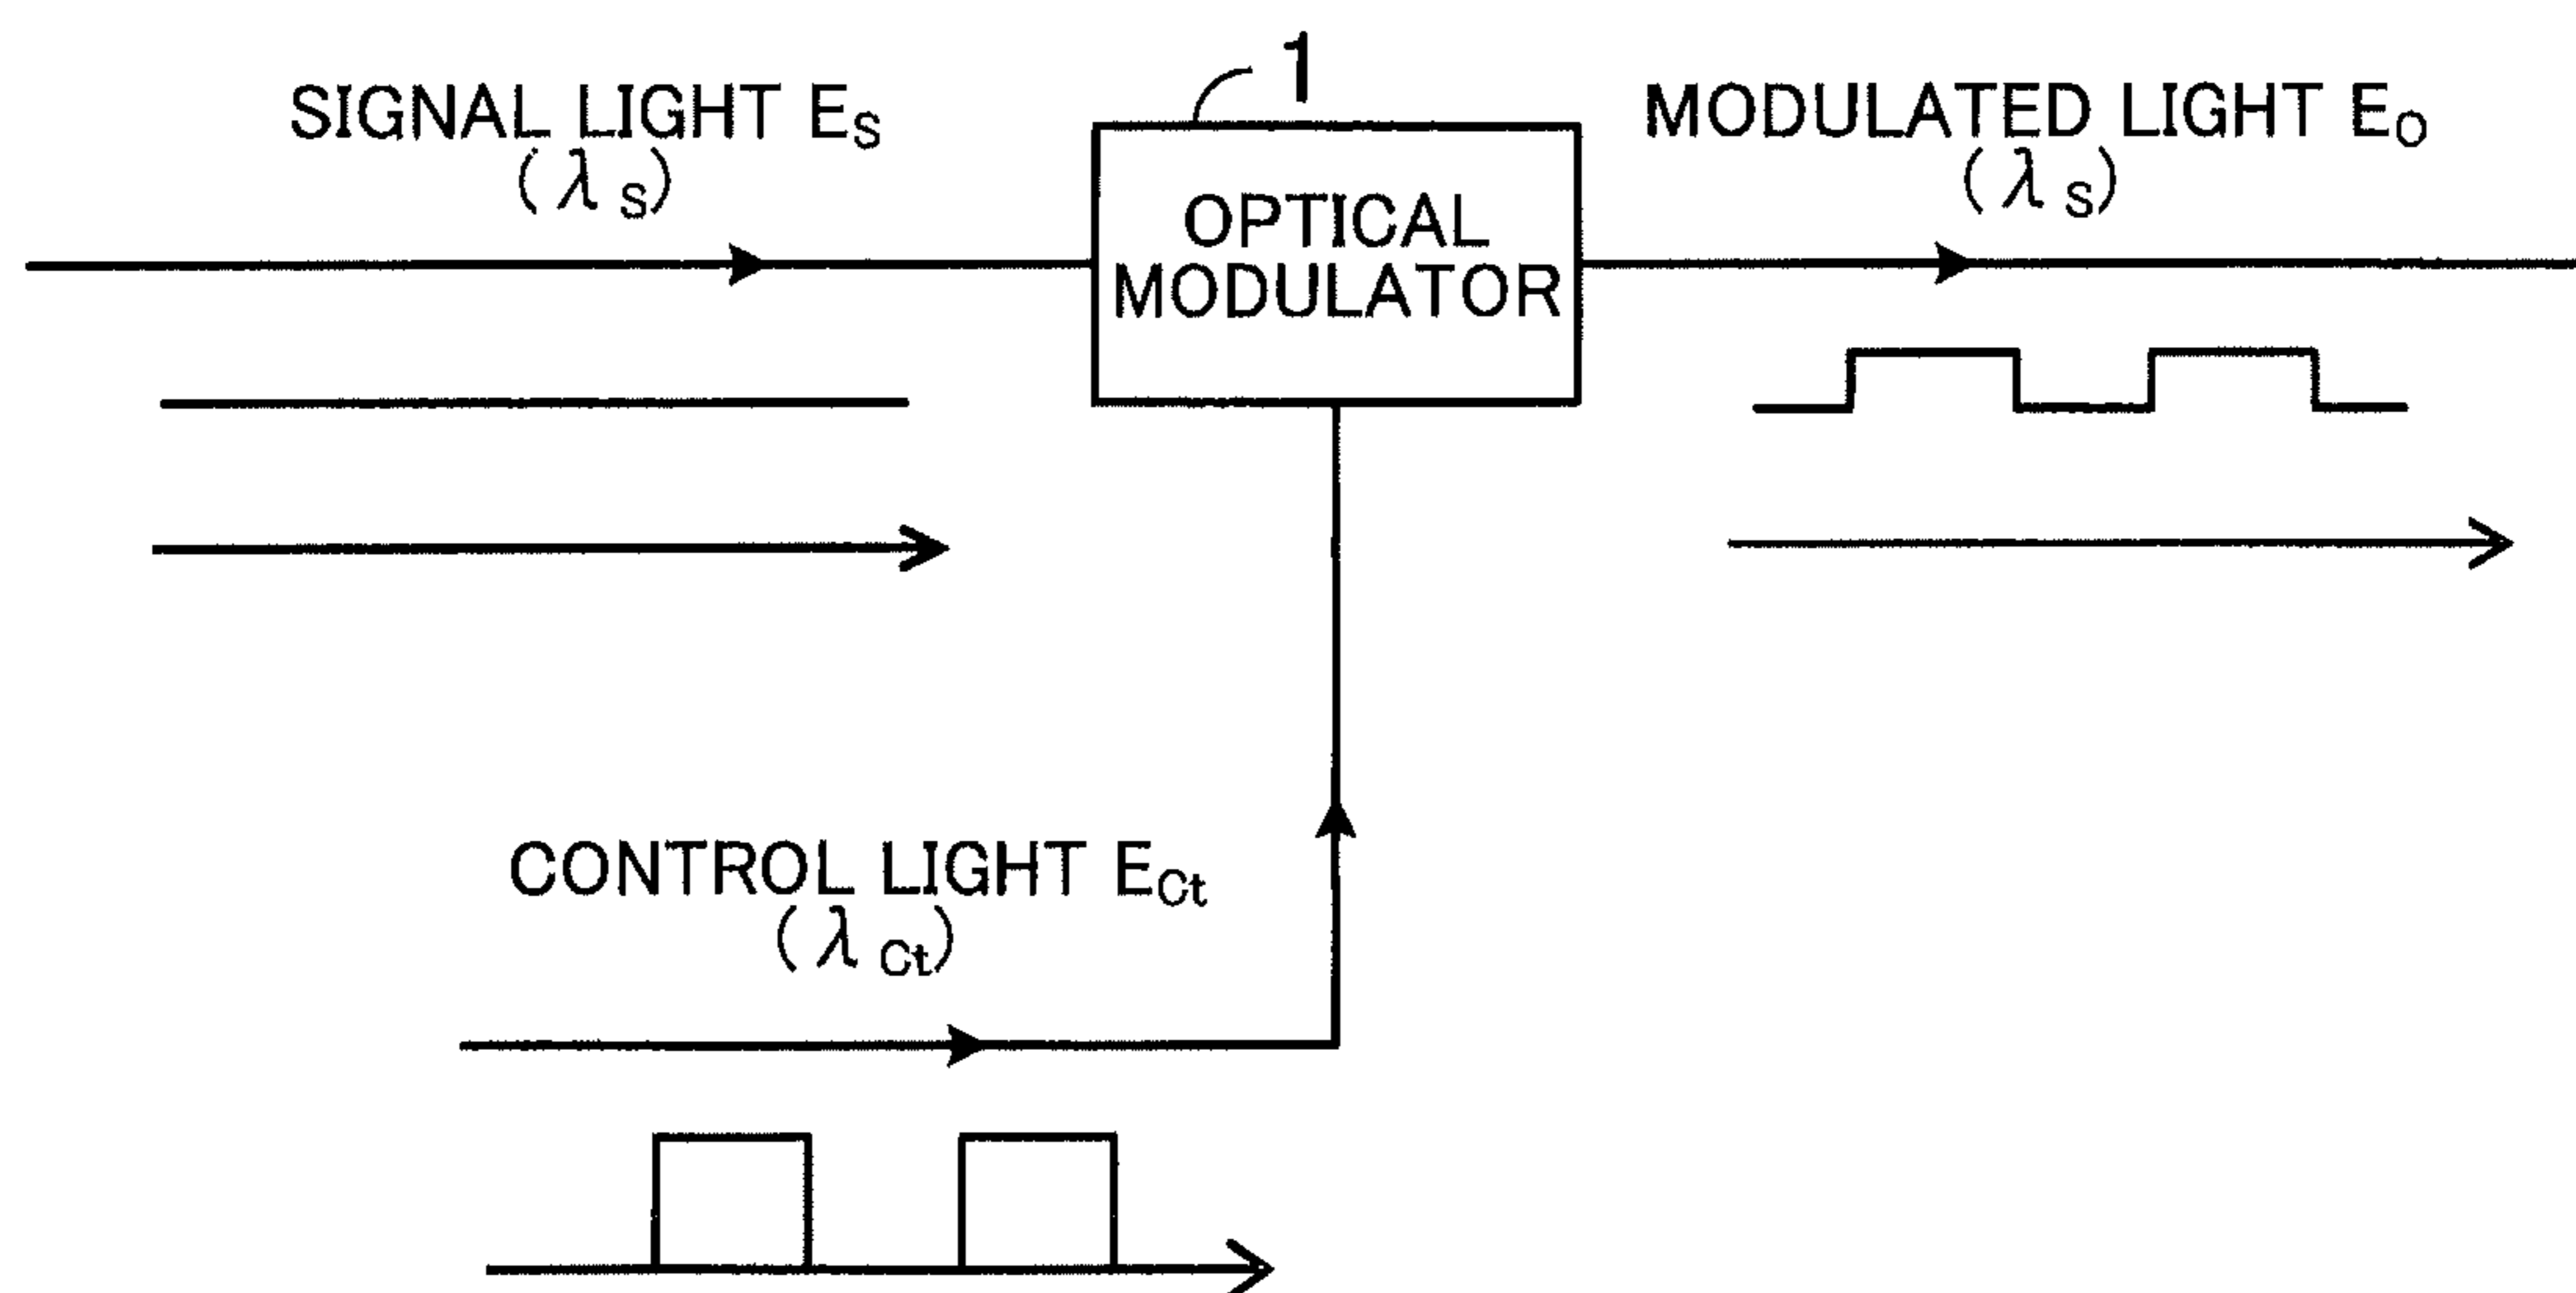 1
SIGNAL LIGHT ES
(λS)
OPTICAL
MODULATOR
MODULATED LIGHT EO
(λS)
CONTROL LIGHT ECt
(λCt)